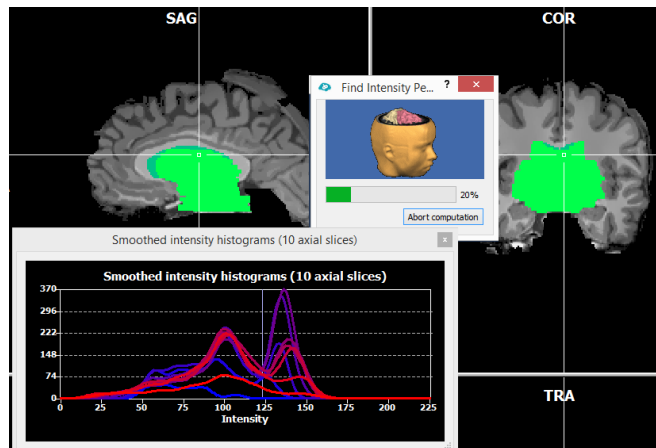 SAG
COR
Find Intensity Pe... ? ×
20%
Abort computation
Smoothed intensity histograms (10 axial slices) x
Smoothed intensity histograms (10 axial slices)
370
296
222
148
74
0
0 25 50 75 100 125 150 175 200 225
Intensity
TRA